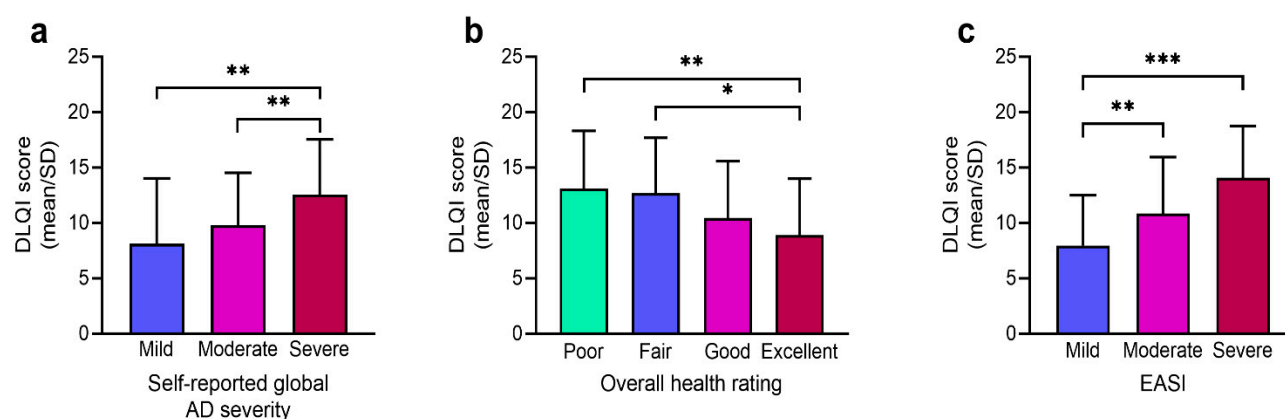 a
25
20
15
10
5
0
DLQI score
(mean/SD)
**
**
Mild Moderate Severe
Self-reported global
AD severity
b
25
20
15
10
5
0
DLQI score
(mean/SD)
**
*
Poor Fair Good Excellent
Overall health rating
c
25
20
15
10
5
0
DLQI score
(mean/SD)
***
**
Mild Moderate Severe
EASI